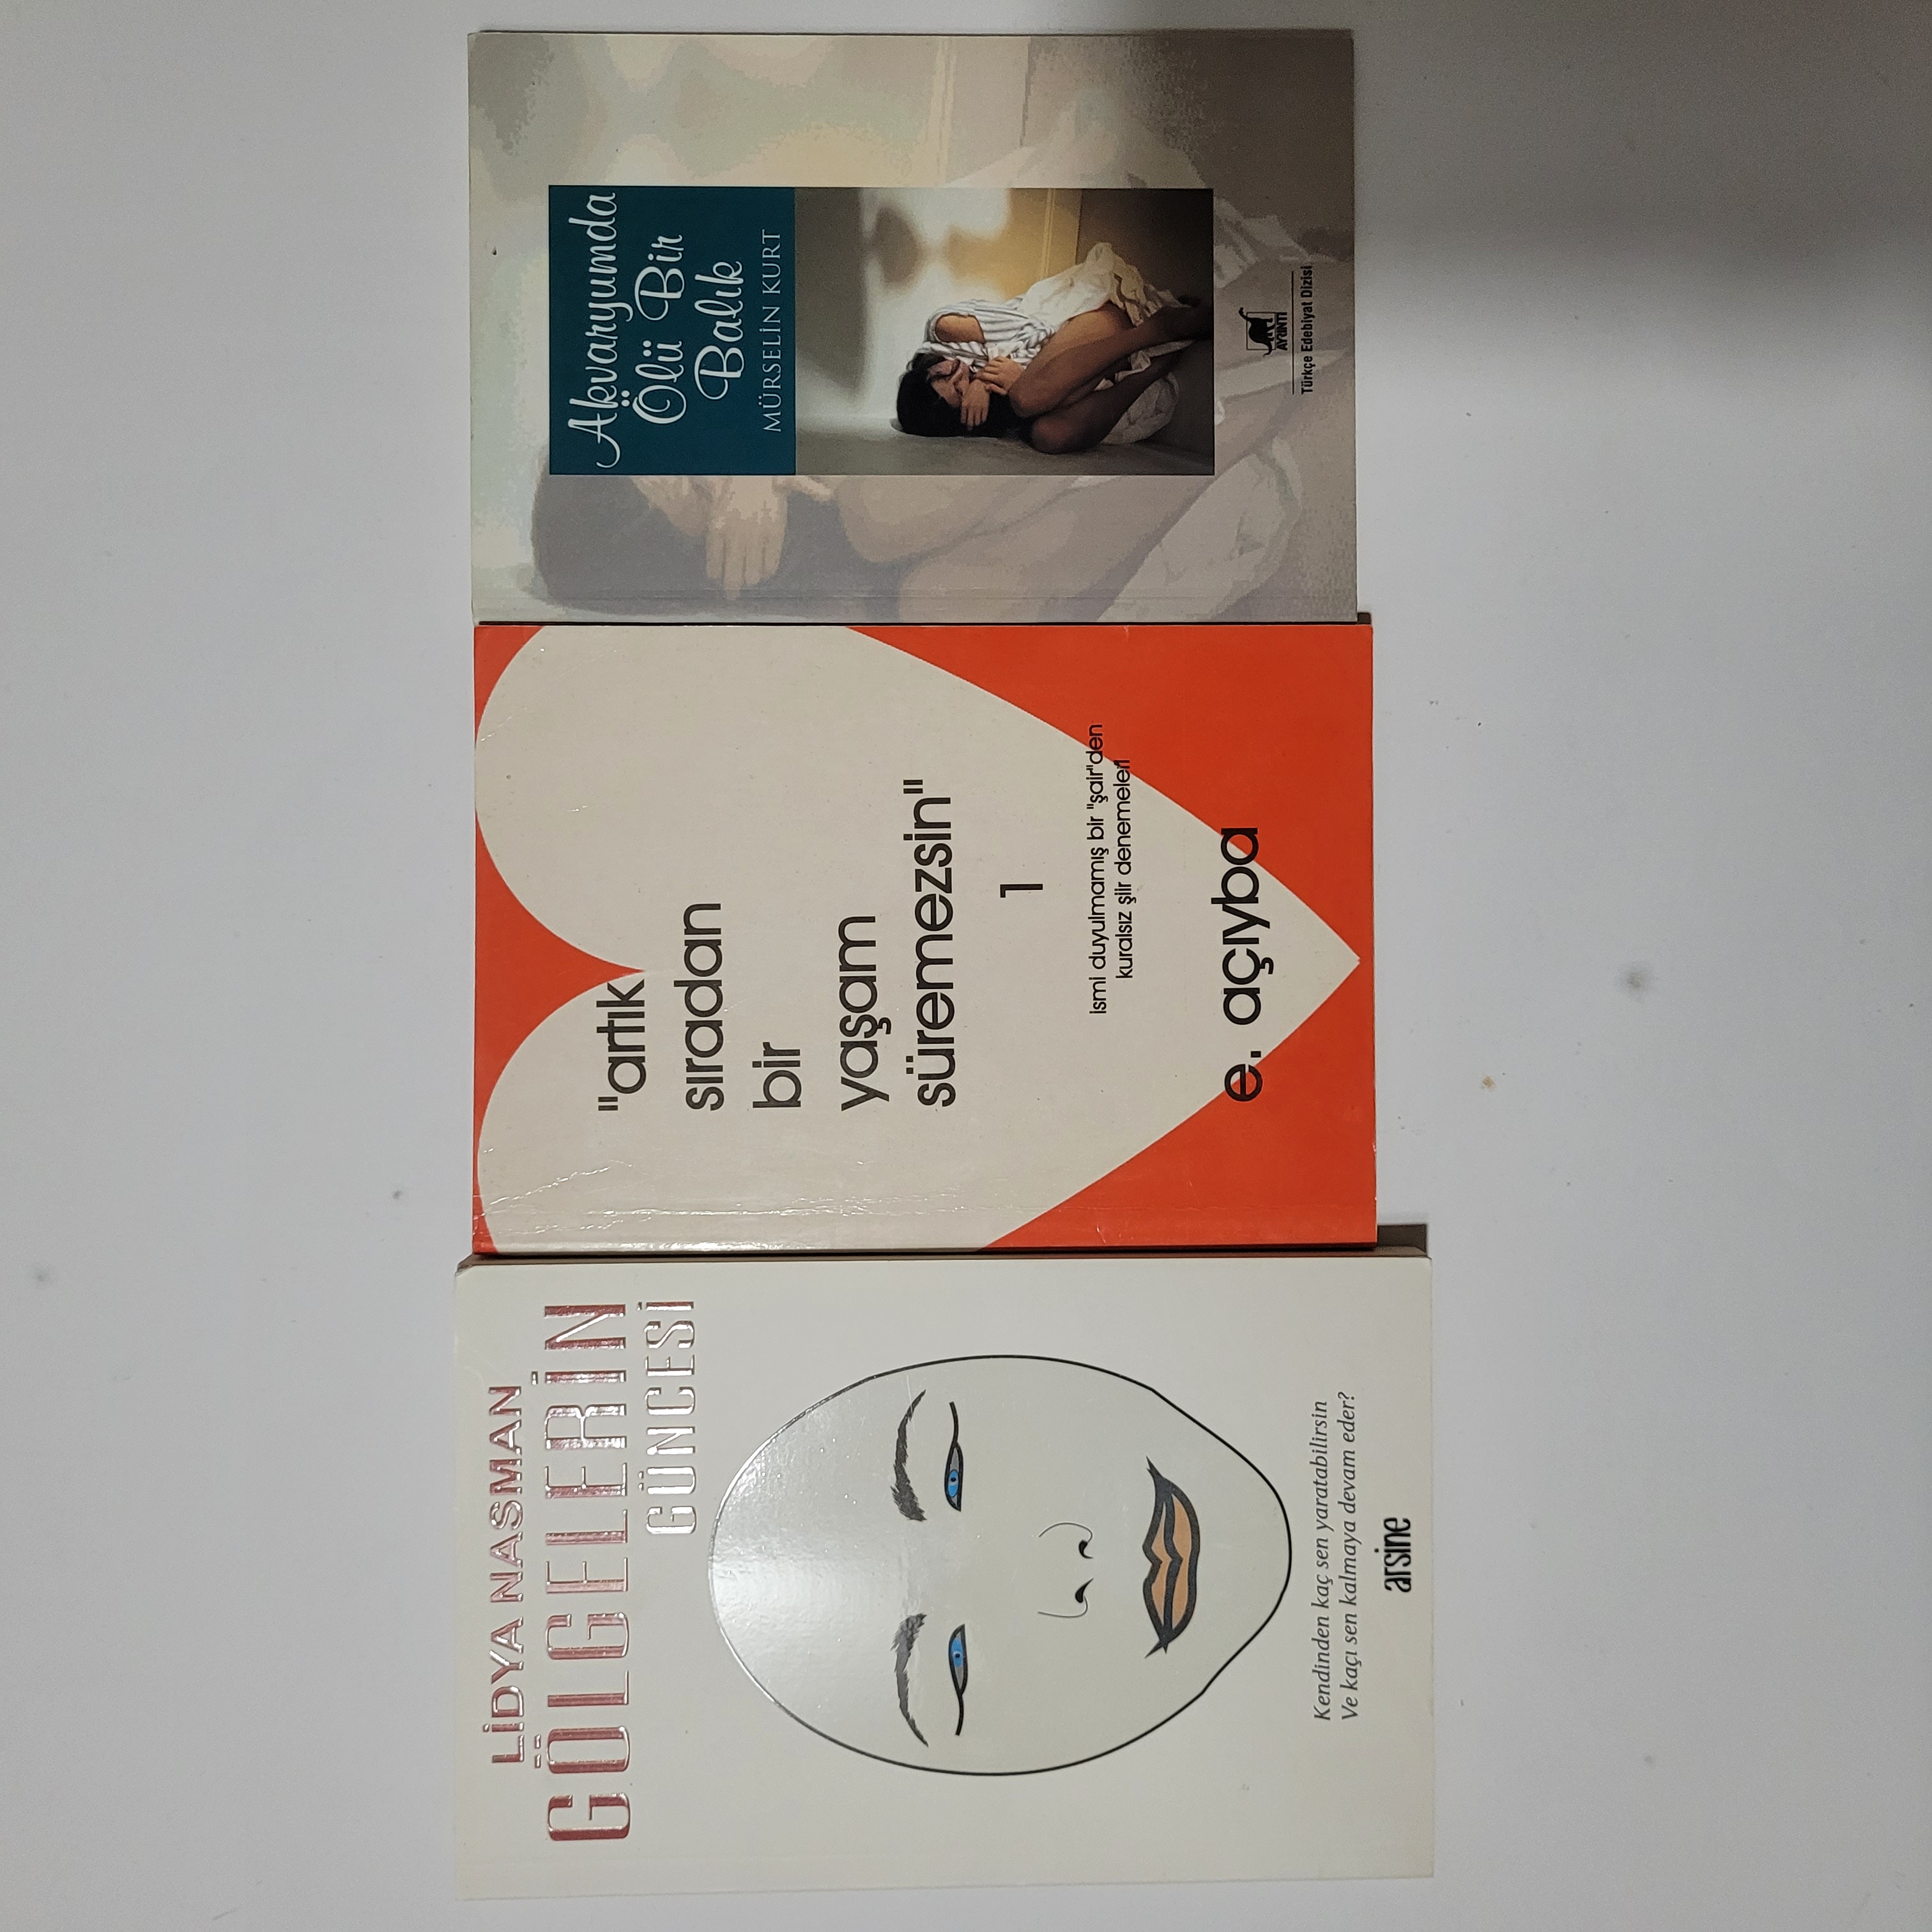 LİDYA NASMAN
GÖLGELERİN
GÜNCESİ
Kendinden kaç sen yaratabilirsin
Ve kaçı sen kalmaya devam eder?
arsine
"artık
sıradan
bir
yaşam
süremezsin"
1
ismi duyulmamış bir "şair"den
kuralsız şiir denemeleri
e. açıyba
Akvaryumda
Ölü Bir
Balık
MÜRSELİN KURT
AYRINTI
Türkçe Edebiyat Dizisi